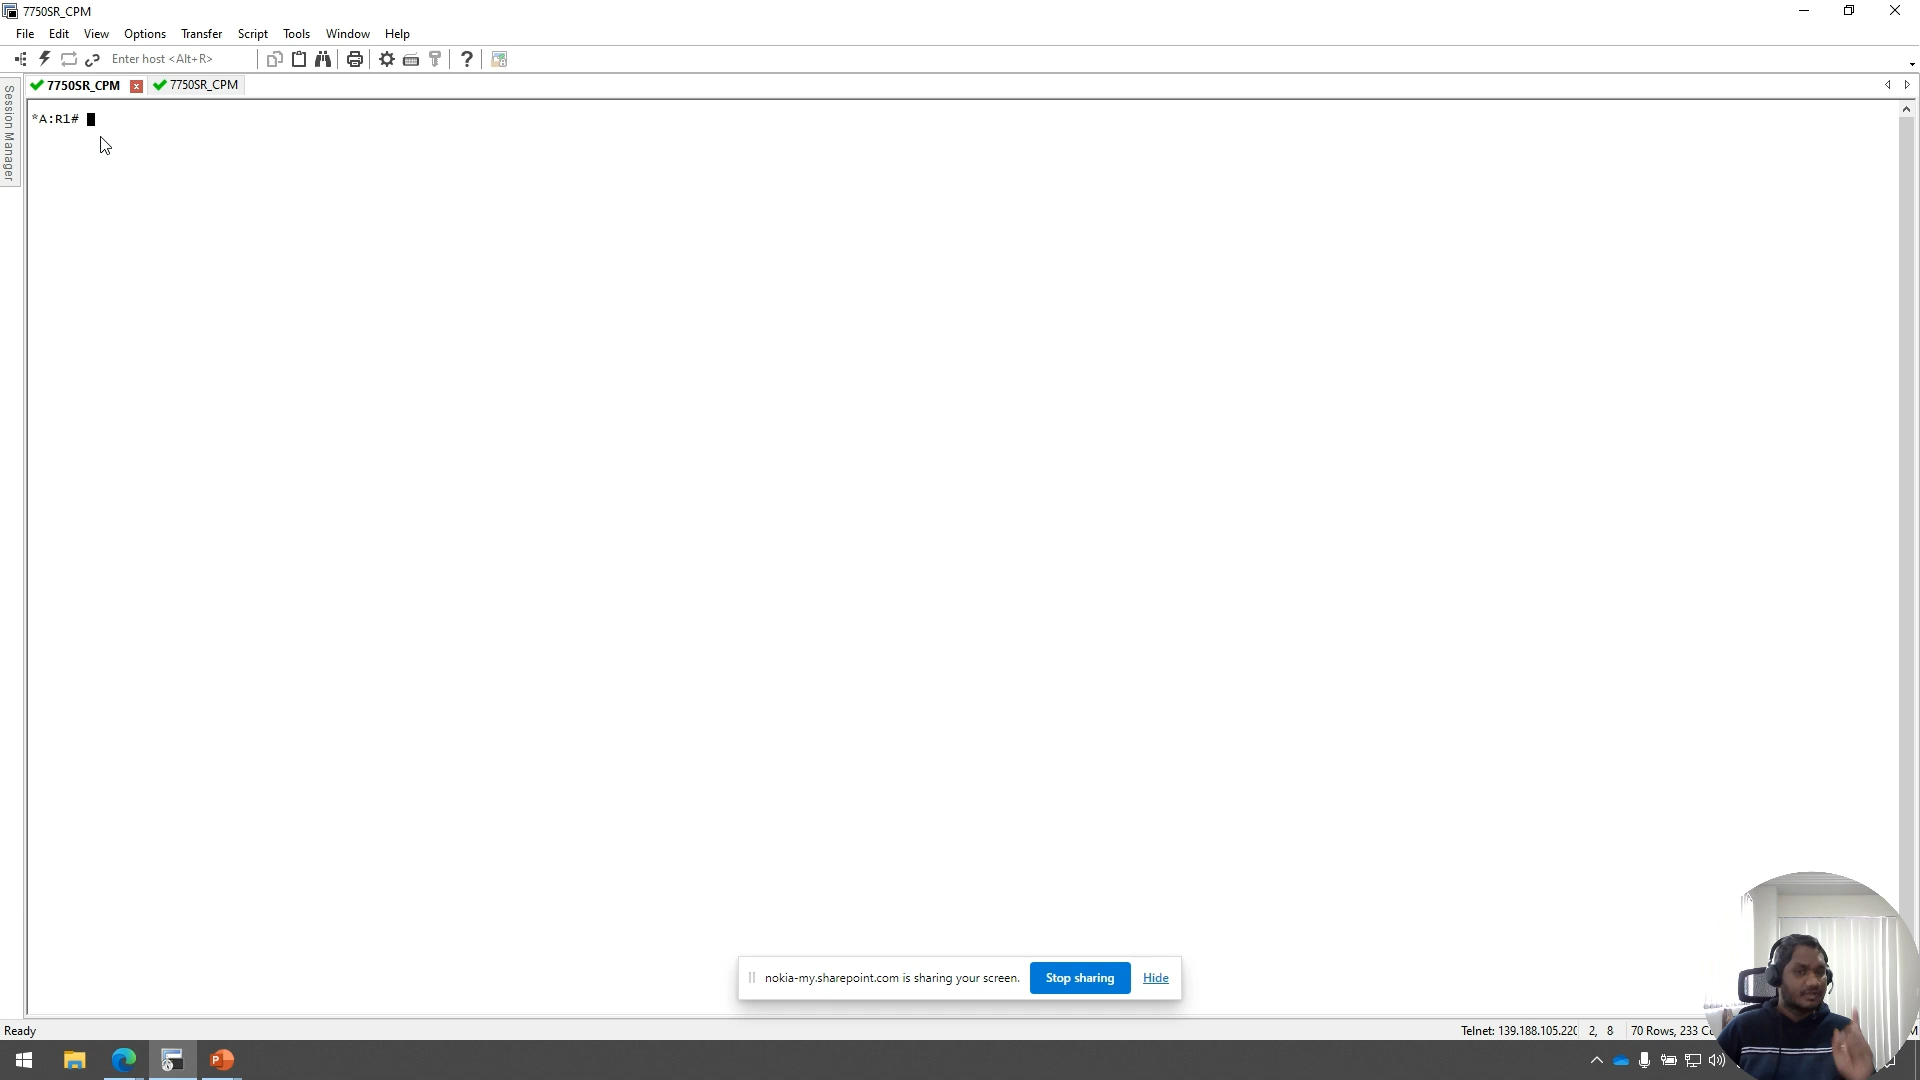 7750SR_CPM
File Edit View Options Transfer Script Tools Window Help
Enter host <Alt+R>
7750SR_CPM 7750SR_CPM
Session Manager
*A:R1#
nokia-my.sharepoint.com is sharing your screen. Stop sharing Hide
Ready Telnet: 139.188.105.220 2, 8 70 Rows, 233